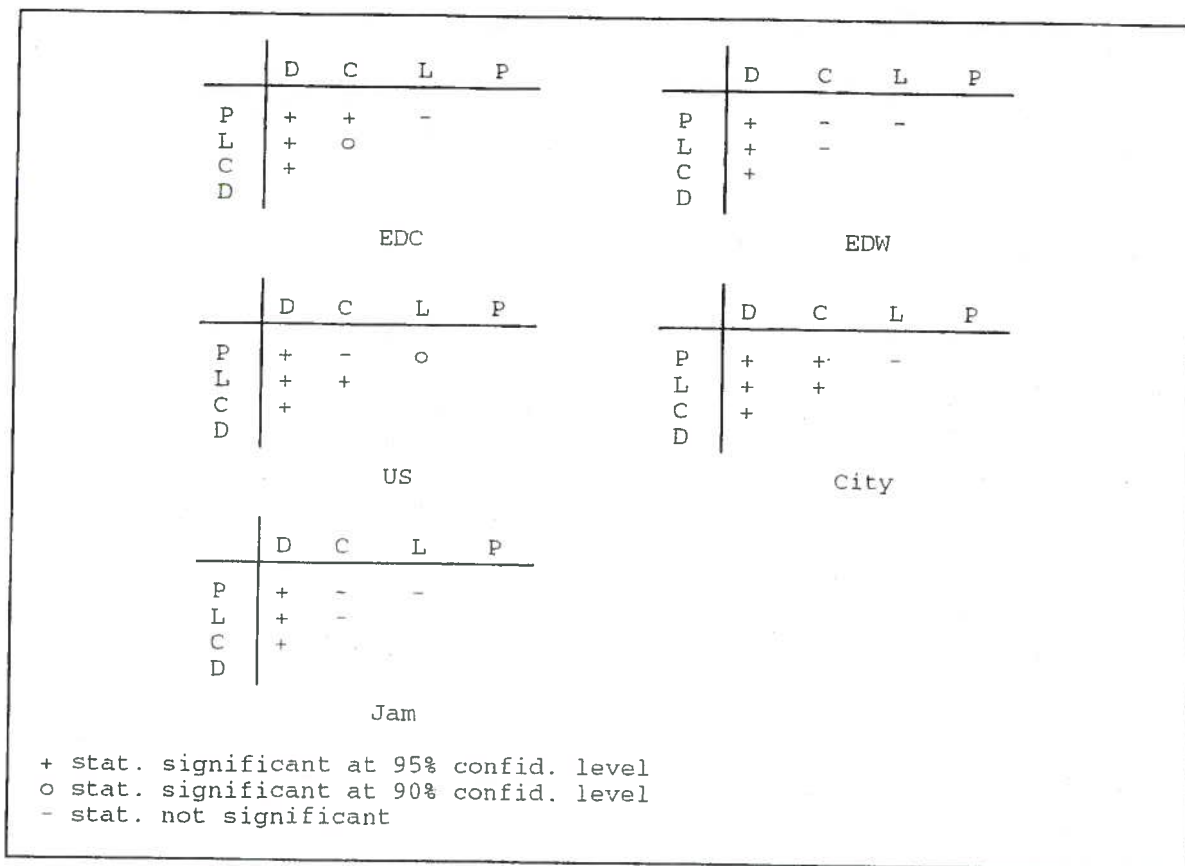 D C L P
P + + -
L + o
C +
D
EDC
D C L P
P + - -
L + -
C +
D
EDW
D C L P
P + - o
L + +
C +
D
US
D C L P
P + + -
L + +
C +
D
City
D C L P
P + - -
L + -
C +
D
Jam
+ stat. significant at 95% confid. level
o stat. significant at 90% confid. level
- stat. not significant